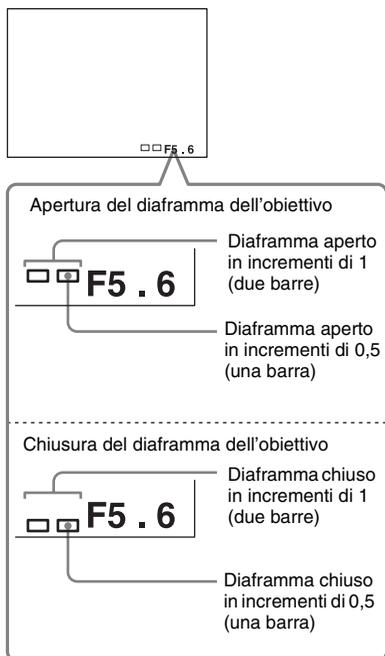 F5.6
Apertura del diaframma dell'obiettivo
Diaframma aperto
in incrementi di 1
(due barre)
F5 . 6
Diaframma aperto
in incrementi di 0,5
(una barra)
Chiusura del diaframma dell'obiettivo
Diaframma chiuso
in incrementi di 1
(due barre)
F5 . 6
Diaframma chiuso
in incrementi di 0,5
(una barra)